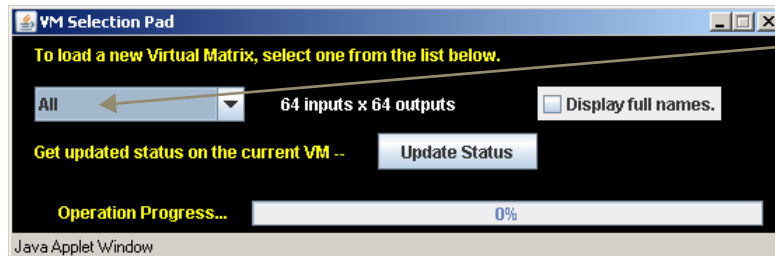 VM Selection Pad
To load a new Virtual Matrix, select one from the list below.
All 64 inputs x 64 outputs Display full names.
Get updated status on the current VM -- Update Status
Operation Progress... 0%
Java Applet Window